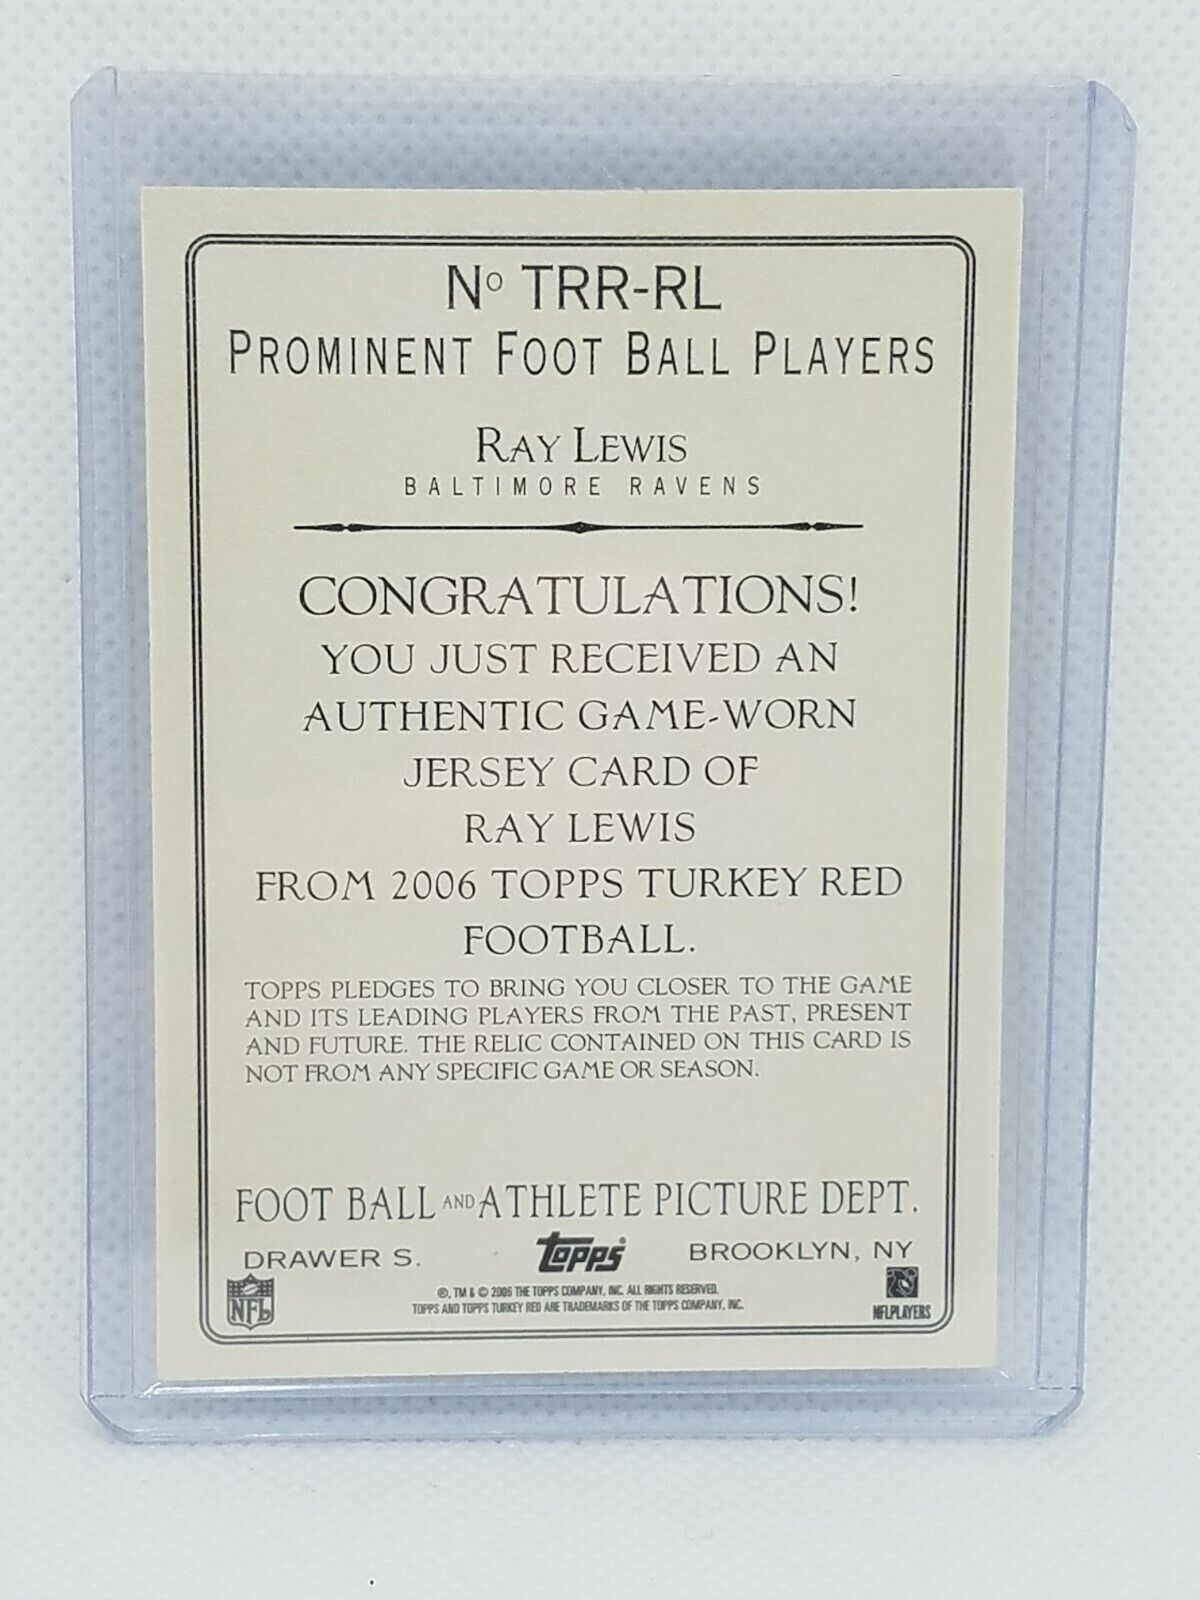 Nº TRR-RL
PROMINENT FOOT BALL PLAYERS
RAY LEWIS
BALTIMORE RAVENS
CONGRATULATIONS!
YOU JUST RECEIVED AN
AUTHENTIC GAME-WORN
JERSEY CARD OF
RAY LEWIS
FROM 2006 TOPPS TURKEY RED
FOOTBALL.
TOPPS PLEDGES TO BRING YOU CLOSER TO THE GAME
AND ITS LEADING PLAYERS FROM THE PAST, PRESENT
AND FUTURE. THE RELIC CONTAINED ON THIS CARD IS
NOT FROM ANY SPECIFIC GAME OR SEASON.
FOOT BALL AND ATHLETE PICTURE DEPT.
DRAWER S. Topps® BROOKLYN, NY
NFL
®, TM & © 2006 THE TOPPS COMPANY, INC. ALL RIGHTS RESERVED.
TOPPS AND TOPPS TURKEY RED ARE TRADEMARKS OF THE TOPPS COMPANY, INC.
NFLPLAYERS